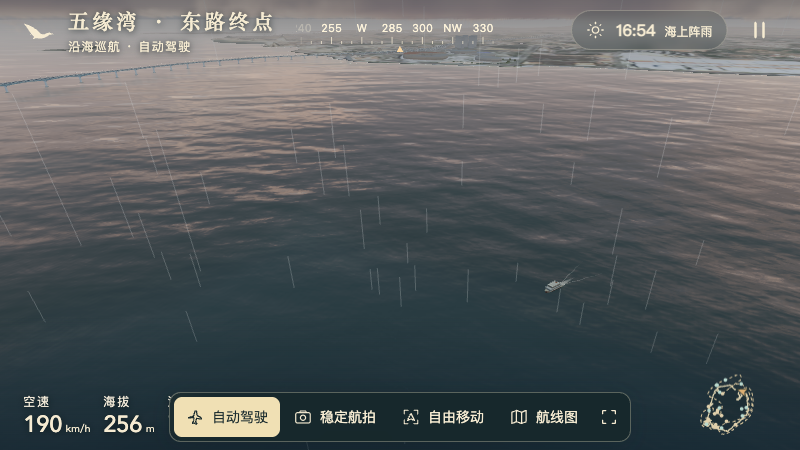 五缘湾 · 东路终点
沿海巡航 · 自动驾驶
255 W 285 300 NW 330
16:54 海上阵雨
空速
190 km/h
海拔
256 m
自动驾驶
稳定航拍
自由移动
航线图